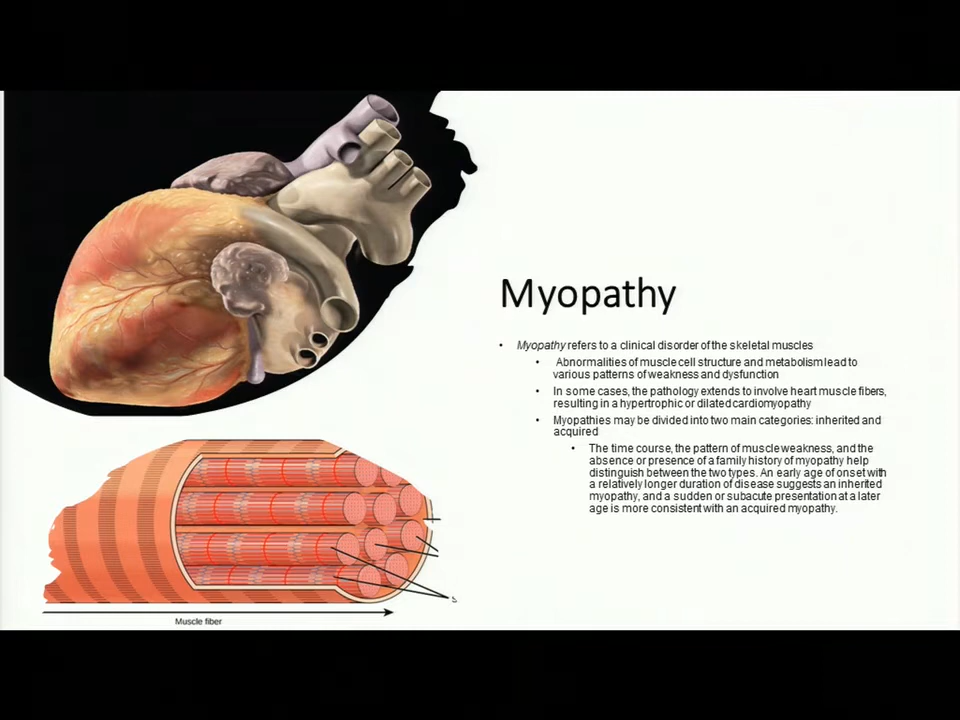 Myopathy
• Myopathy refers to a clinical disorder of the skeletal muscles
• Abnormalities of muscle cell structure and metabolism lead to
various patterns of weakness and dysfunction
• In some cases, the pathology extends to involve heart muscle fibers,
resulting in a hypertrophic or dilated cardiomyopathy
• Myopathies may be divided into two main categories: inherited and
acquired
• The time course, the pattern of muscle weakness, and the
absence or presence of a family history of myopathy help
distinguish between the two types. An early age of onset with
a relatively longer duration of disease suggests an inherited
myopathy, and a sudden or subacute presentation at a later
age is more consistent with an acquired myopathy.
Muscle fiber